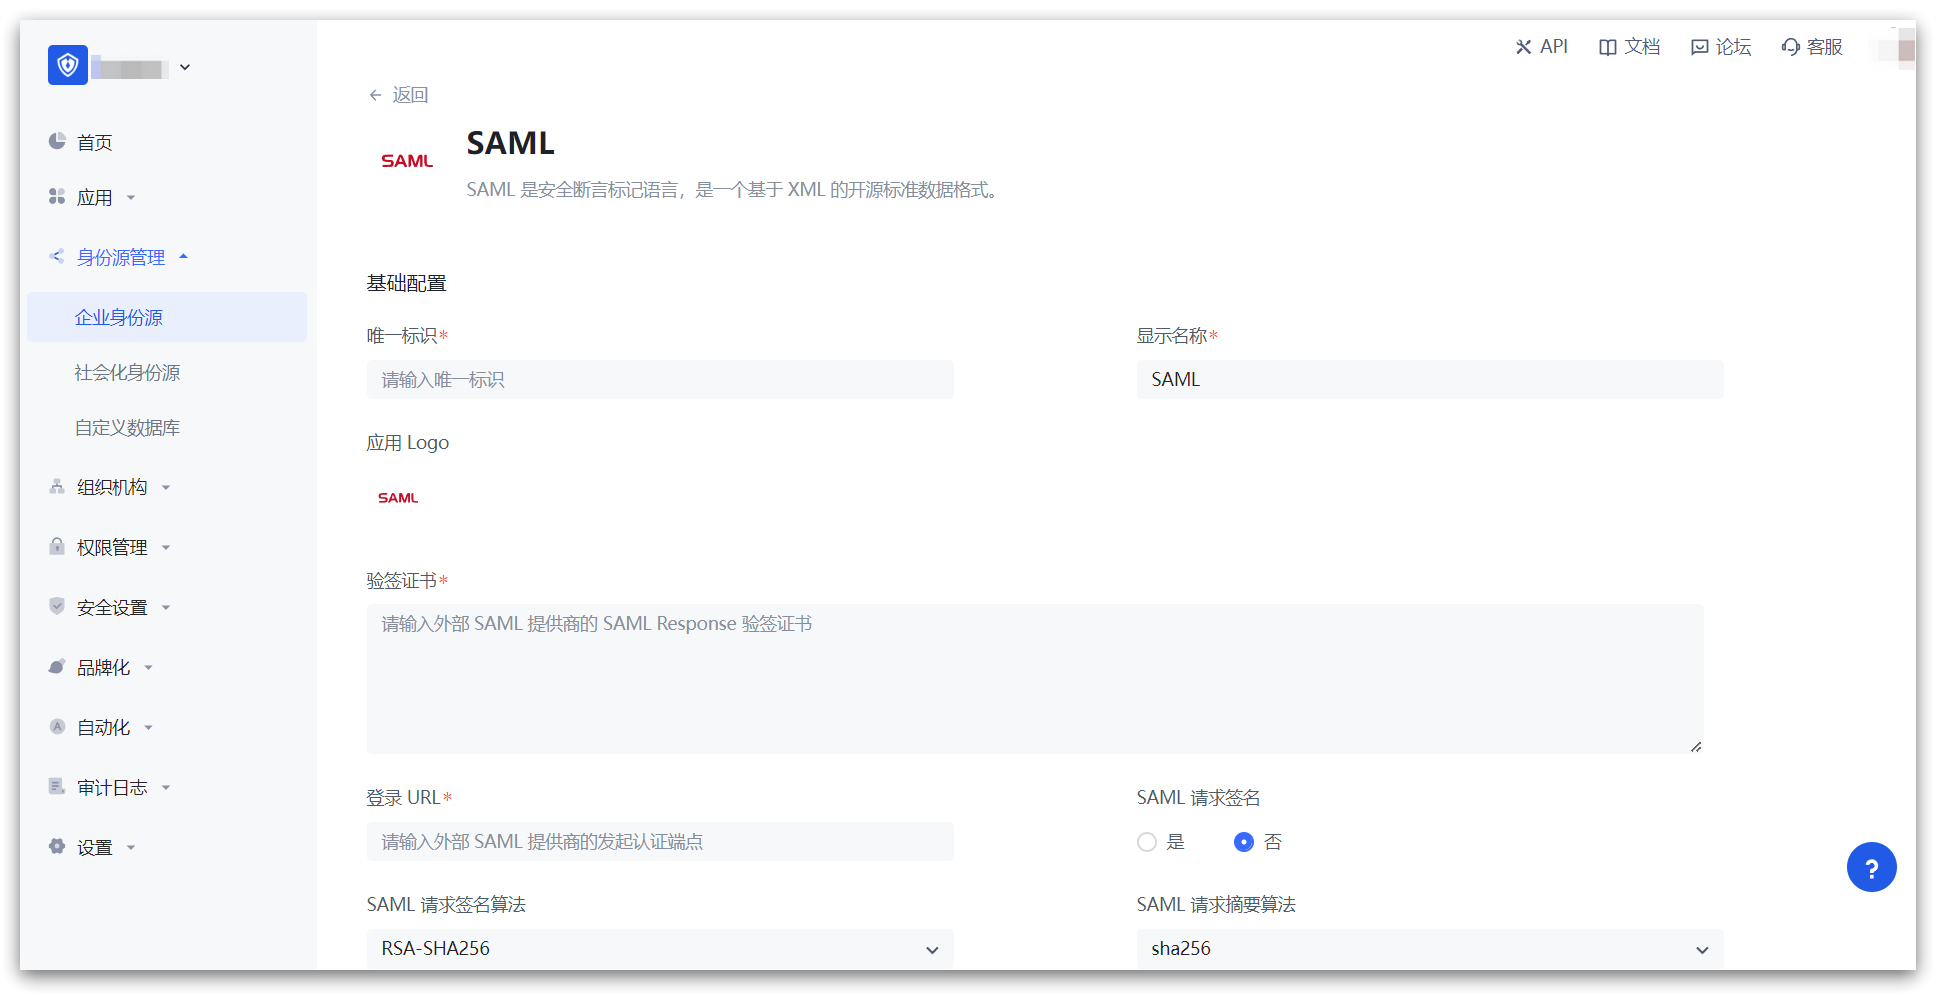 API
文档
论坛
客服
首页
应用
身份源管理
企业身份源
社会化身份源
自定义数据库
组织机构
权限管理
安全设置
品牌化
自动化
审计日志
设置
返回
SAML
SAML
SAML 是安全断言标记语言，是一个基于 XML 的开源标准数据格式。
基础配置
唯一标识*
显示名称*
请输入唯一标识
SAML
应用 Logo
SAML
验签证书*
请输入外部 SAML 提供商的 SAML Response 验签证书
登录 URL*
SAML 请求签名
请输入外部 SAML 提供商的发起认证端点
是
否
?
SAML 请求签名算法
SAML 请求摘要算法
RSA-SHA256
sha256